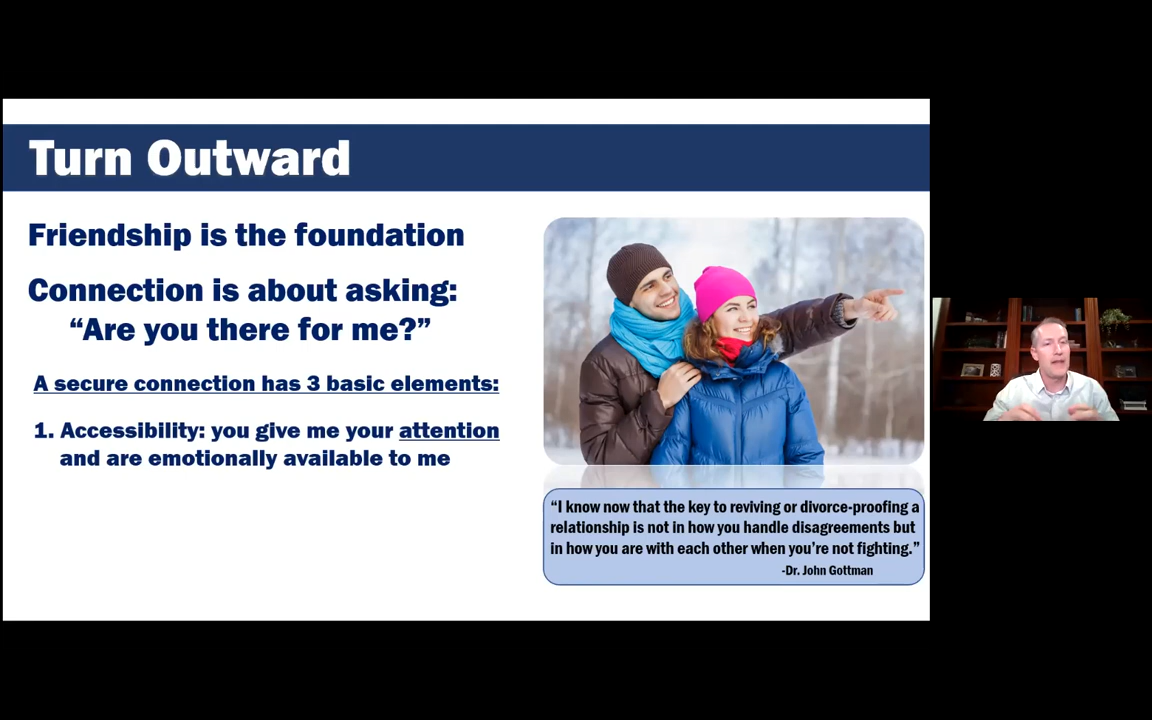 Turn Outward
Friendship is the foundation
Connection is about asking:
“Are you there for me?”
A secure connection has 3 basic elements:
1. Accessibility: you give me your attention
and are emotionally available to me
“I know now that the key to reviving or divorce-proofing a
relationship is not in how you handle disagreements but
in how you are with each other when you’re not fighting.”
-Dr. John Gottman